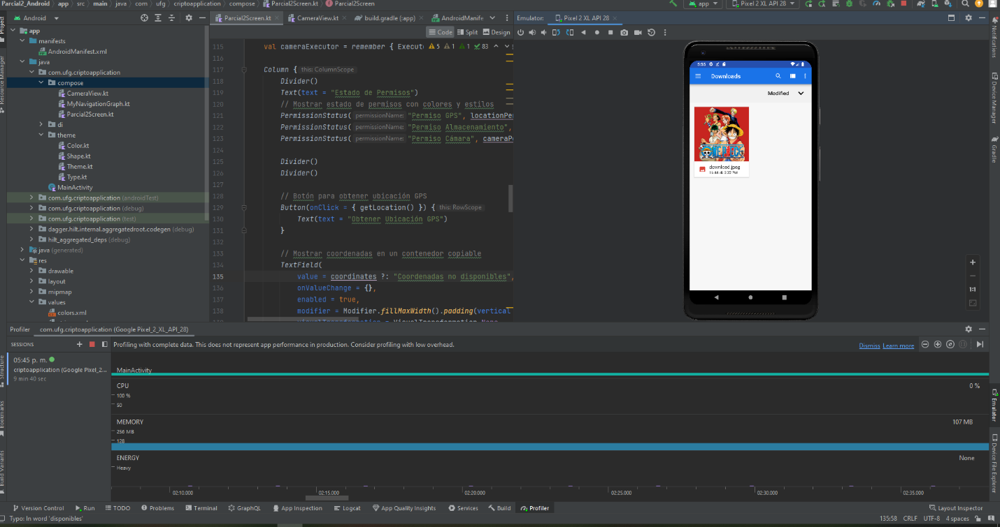 Parcial2_Android app src main java com ufg criptoapplication compose Parcial2Screen.kt Parcial2Screen
app Pixel 2 XL API 28
Android
Parcial2Screen.kt CameraView.kt build.gradle (:app) AndroidManife
Emulator: Pixel 2 XL API 28
Code Split Design
Project
Resource Manager
Structure
Bookmarks
Build Variants
app
manifests
AndroidManifest.xml
java
com.ufg.criptoapplication
compose
CameraView.kt
MyNavigationGraph.kt
Parcial2Screen.kt
di
theme
Color.kt
Shape.kt
Theme.kt
Type.kt
MainActivity
com.ufg.criptoapplication (androidTest)
com.ufg.criptoapplication (debug)
com.ufg.criptoapplication (test)
dagger.hilt.internal.aggregatedroot.codegen (debug)
hilt_aggregated_deps (debug)
java (generated)
res
drawable
layout
mipmap
values
colors.xml
115 val cameraExecutor = remember { Execut 5 1 1 83
116
117 Column { this: ColumnScope
118 Divider()
119 Text(text = "Estado de Permisos")
120 // Mostrar estado de permisos con colores y estilos
121 PermissionStatus( permissionName: "Permiso GPS", locationPe
122 PermissionStatus( permissionName: "Permiso Almacenamiento",
123 PermissionStatus( permissionName: "Permiso Cámara", cameraP
124
125 Divider()
126 Divider()
127
128 // Botón para obtener ubicación GPS
129 Button(onClick = { getLocation() }) { this: RowScope
130 Text(text = "Obtener Ubicación GPS")
131 }
132
133 // Mostrar coordenadas en un contenedor copiable
134 TextField(
135 value = coordinates ?: "Coordenadas no disponibles",
136 onValueChange = {},
137 enabled = true,
138 modifier = Modifier.fillMaxWidth().padding(vertical
5:55
Downloads
Modified
ONE PIECE
download.jpeg
1:1
Notifications
Device Manager
Gradle
Emulator
Device File Explorer
Profiler com.ufg.criptoapplication (Google Pixel_2_XL_API_28)
SESSIONS
Profiling with complete data. This does not represent app performance in production. Consider profiling with low overhead.
Dismiss Learn more
05:45 p. m.
criptoapplication (Google Pixel_2...
9 min 40 sec
MainActivity
CPU 0 %
100 %
50
MEMORY 107 MB
256 MB
128
ENERGY None
Heavy
02:10.000 02:15.000 02:20.000 02:25.000 02:30.000 02:35.000
Version Control Run TODO Problems Terminal GraphQL App Inspection Logcat App Quality Insights Services Build Profiler Layout Inspector
Typo: In word 'disponibles' 135:58 CRLF UTF-8 4 spaces